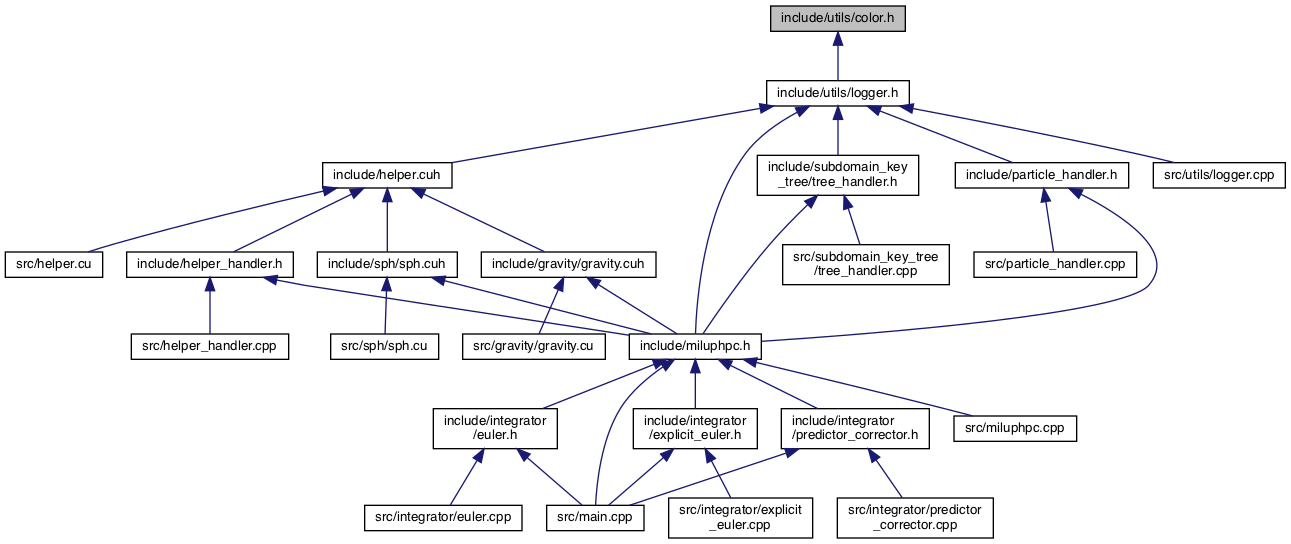 include/utils/color.h
include/utils/logger.h
include/helper.cuh
include/subdomain_key
_tree/tree_handler.h
include/particle_handler.h
src/utils/logger.cpp
src/helper.cu
include/helper_handler.h
include/sph/sph.cuh
include/gravity/gravity.cuh
src/subdomain_key_tree
/tree_handler.cpp
src/particle_handler.cpp
src/helper_handler.cpp
src/sph/sph.cu
src/gravity/gravity.cu
include/miluphpc.h
include/integrator
/euler.h
include/integrator
/explicit_euler.h
include/integrator
/predictor_corrector.h
src/miluphpc.cpp
src/integrator/euler.cpp
src/main.cpp
src/integrator/explicit
_euler.cpp
src/integrator/predictor
_corrector.cpp